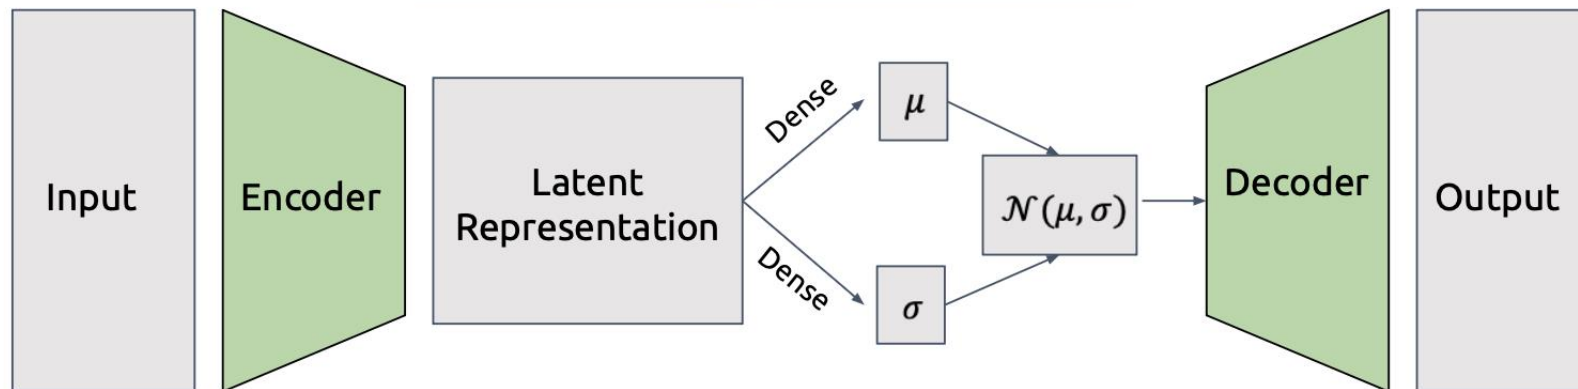 Input
Encoder
Latent
Representation
Dense
Dense
μ
σ
𝒩(μ, σ)
Decoder
Output